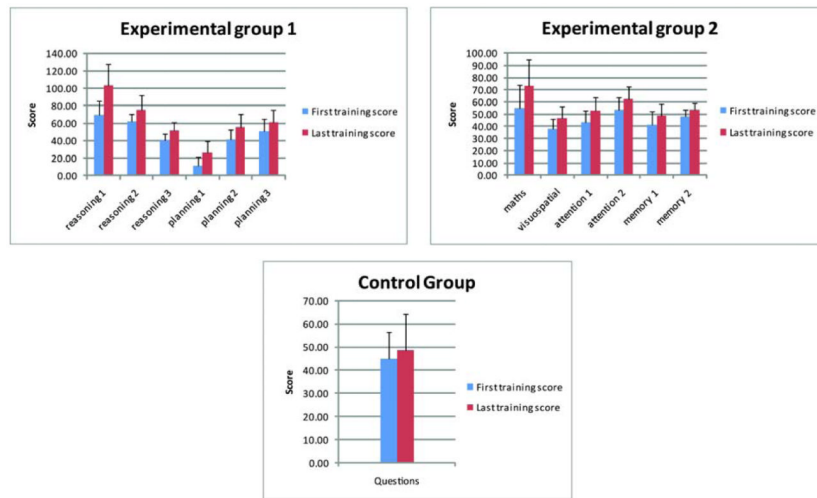 Experimental group 1
140.00
120.00
100.00
80.00
60.00
40.00
20.00
0.00
Score
reasoning 1
reasoning 2
reasoning 3
planning 1
planning 2
planning 3
First training score
Last training score
Experimental group 2
100.00
90.00
80.00
70.00
60.00
50.00
40.00
30.00
20.00
10.00
0.00
Score
maths
visuospatial
attention 1
attention 2
memory 1
memory 2
First training score
Last training score
Control Group
70.00
60.00
50.00
40.00
30.00
20.00
10.00
0.00
Score
Questions
First training score
Last training score